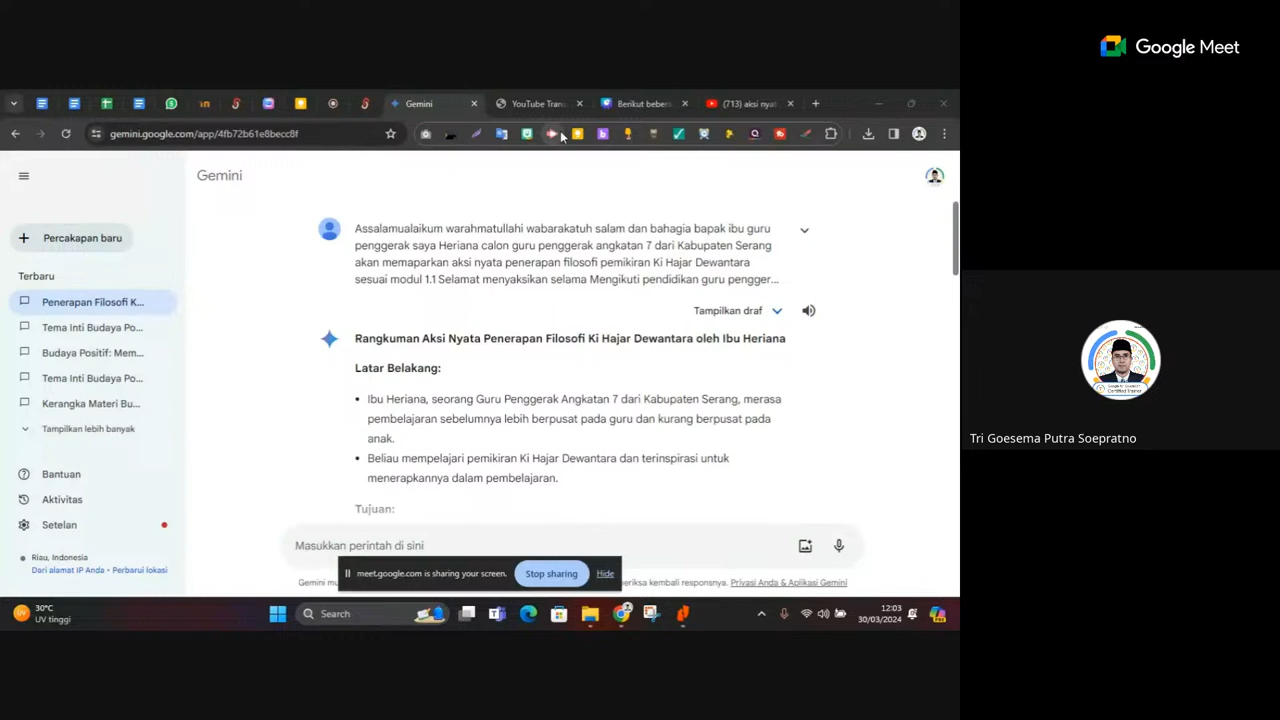 Google Meet
Gemini
YouTube Tran
Berikut beber
(713) aksi nyat
gemini.google.com/app/4fb72b61e8becc8f
Gemini
Percakapan baru
Terbaru
Penerapan Filosofi K...
Tema Inti Budaya Po...
Budaya Positif: Mem...
Tema Inti Budaya Po...
Kerangka Materi Bu...
Tampilkan lebih banyak
Bantuan
Aktivitas
Setelan
Riau, Indonesia
Dari alamat IP Anda • Perbarui lokasi
Assalamualaikum warahmatullahi wabarakatuh salam dan bahagia bapak ibu guru
penggerak saya Heriana calon guru penggerak angkatan 7 dari Kabupaten Serang
akan memaparkan aksi nyata penerapan filosofi pemikiran Ki Hajar Dewantara
sesuai modul 1.1 Selamat menyaksikan selama Mengikuti pendidikan guru pengger...
Tampilkan draf
Rangkuman Aksi Nyata Penerapan Filosofi Ki Hajar Dewantara oleh Ibu Heriana
Latar Belakang:
• Ibu Heriana, seorang Guru Penggerak Angkatan 7 dari Kabupaten Serang, merasa
pembelajaran sebelumnya lebih berpusat pada guru dan kurang berpusat pada
anak.
• Beliau mempelajari pemikiran Ki Hajar Dewantara dan terinspirasi untuk
menerapkannya dalam pembelajaran.
Tujuan:
Masukkan perintah di sini
meet.google.com is sharing your screen.
Stop sharing
Hide
Gemini mu
eriksa kembali responsnya. Privasi Anda & Aplikasi Gemini
30°C
UV tinggi
Search
12:03
30/03/2024
Tri Goesema Putra Soepratno